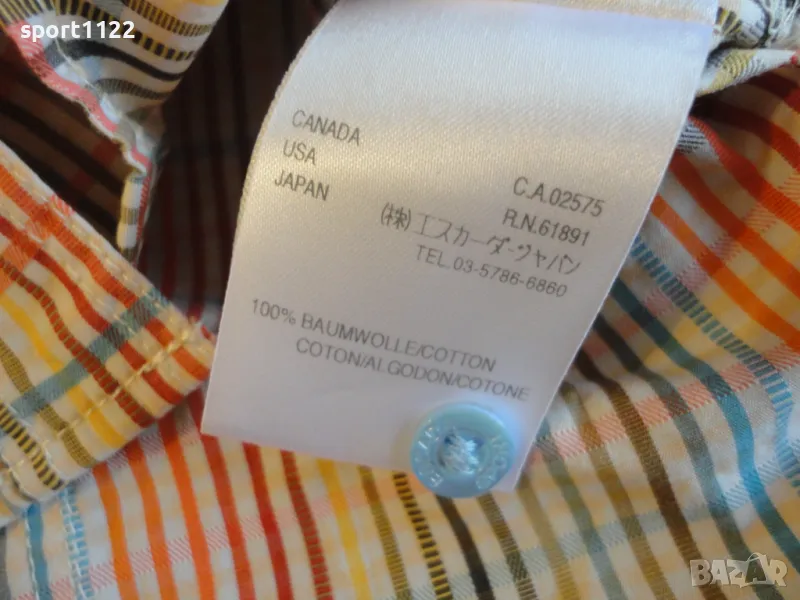 sport1122
CANADA
USA
JAPAN
C.A.02575
R.N.61891
(株)エスカーダ・ジャパン
TEL.03-5786-6860
100% BAUMWOLLE/COTTON
COTON/ALGODON/COTONE
BAZAR